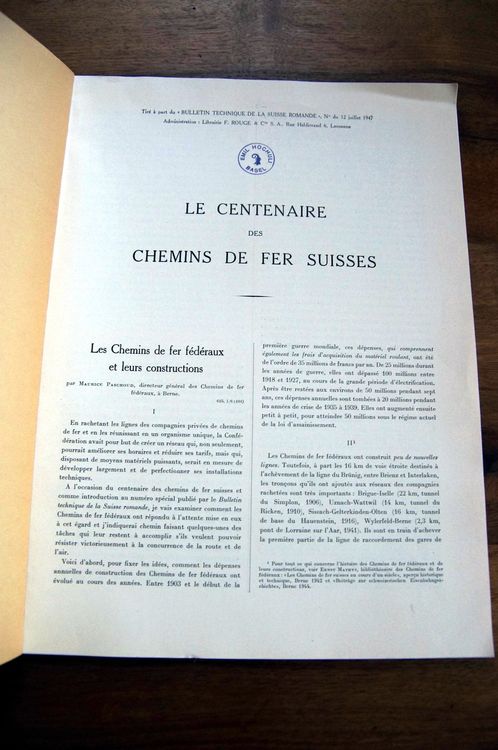 Tiré à part du « BULLETIN TECHNIQUE DE LA SUISSE ROMANDE », N° du 12 juillet 1947
Administration : Librairie F. ROUGE & Cie S. A., Rue Haldimand 6, Lausanne
EMIL HOCHULI
BASEL
LE CENTENAIRE
DES
CHEMINS DE FER SUISSES
Les Chemins de fer fédéraux
et leurs constructions
par MAURICE PASCHOUD, directeur général des Chemins de fer
fédéraux, à Berne.
I
En rachetant les lignes des compagnies privées de chemins
de fer et en les réunissant en un organisme unique, la Confé-
dération avait pour but de créer un réseau qui, non seulement,
pourrait améliorer ses horaires et réduire ses tarifs, mais qui,
disposant de moyens matériels puissants, serait en mesure de
développer largement et de perfectionner ses installations
techniques.
A l'occasion du centenaire des chemins de fer suisses et
comme introduction au numéro spécial publié par le Bulletin
technique de la Suisse romande, je vais examiner comment les
Chemins de fer fédéraux ont répondu à l'attente mise en eux
à cet égard et j'indiquerai chemin faisant quelques-unes des
tâches qui leur restent à accomplir s'ils veulent pouvoir
résister victorieusement à la concurrence de la route et de
l'air.
Voici d'abord, pour fixer les idées, comment les dépenses
annuelles de construction des Chemins de fer fédéraux ont
évolué au cours des années. Entre 1903 et le début de la
première guerre mondiale, ces dépenses, qui comprennent
également les frais d'acquisition du matériel roulant, ont été
de l'ordre de 35 millions de francs par an. De 25 millions durant
les années de guerre, elles ont dépassé 100 millions entre
1918 et 1927, au cours de la grande période d'électrification.
Après être restées aux environs de 50 millions pendant sept
ans, ces dépenses annuelles sont tombées à 20 millions pendant
les années de crise de 1935 à 1939. Elles ont augmenté ensuite
petit à petit, pour atteindre 50 millions sous le régime actuel
de la loi d'assainissement.
II¹
Les Chemins de fer fédéraux ont construit peu de nouvelles
lignes. Toutefois, à part les 16 km de voie étroite destinés à
l'achèvement de la ligne du Brünig, entre Brienz et Interlaken,
les tronçons qu'ils ont ajoutés aux réseaux des compagnies
rachetées sont très importants : Brigue-Iselle (22 km, tunnel
du Simplon, 1906), Uznach-Wattwil (14 km, tunnel du
Ricken, 1910), Sissach-Gelterkinden-Olten (16 km, tunnel
de base du Hauenstein, 1916), Wylerfeld-Berne (2,3 km,
pont de Lorraine sur l'Aar, 1941). Ils sont en train d'achever
la première partie de la ligne de raccordement des gares de
¹ Pour tout ce qui concerne l'histoire des Chemins de fer fédéraux et de
leurs constructions, voir ERNST MATHYS, bibliothécaire des Chemins de fer
fédéraux : «Les Chemins de fer suisses au cours d'un siècle», aperçu historique
et technique, Berne 1942 et «Beiträge zur schweizerischen Eisenbahnge-
schichte», Berne 1944.